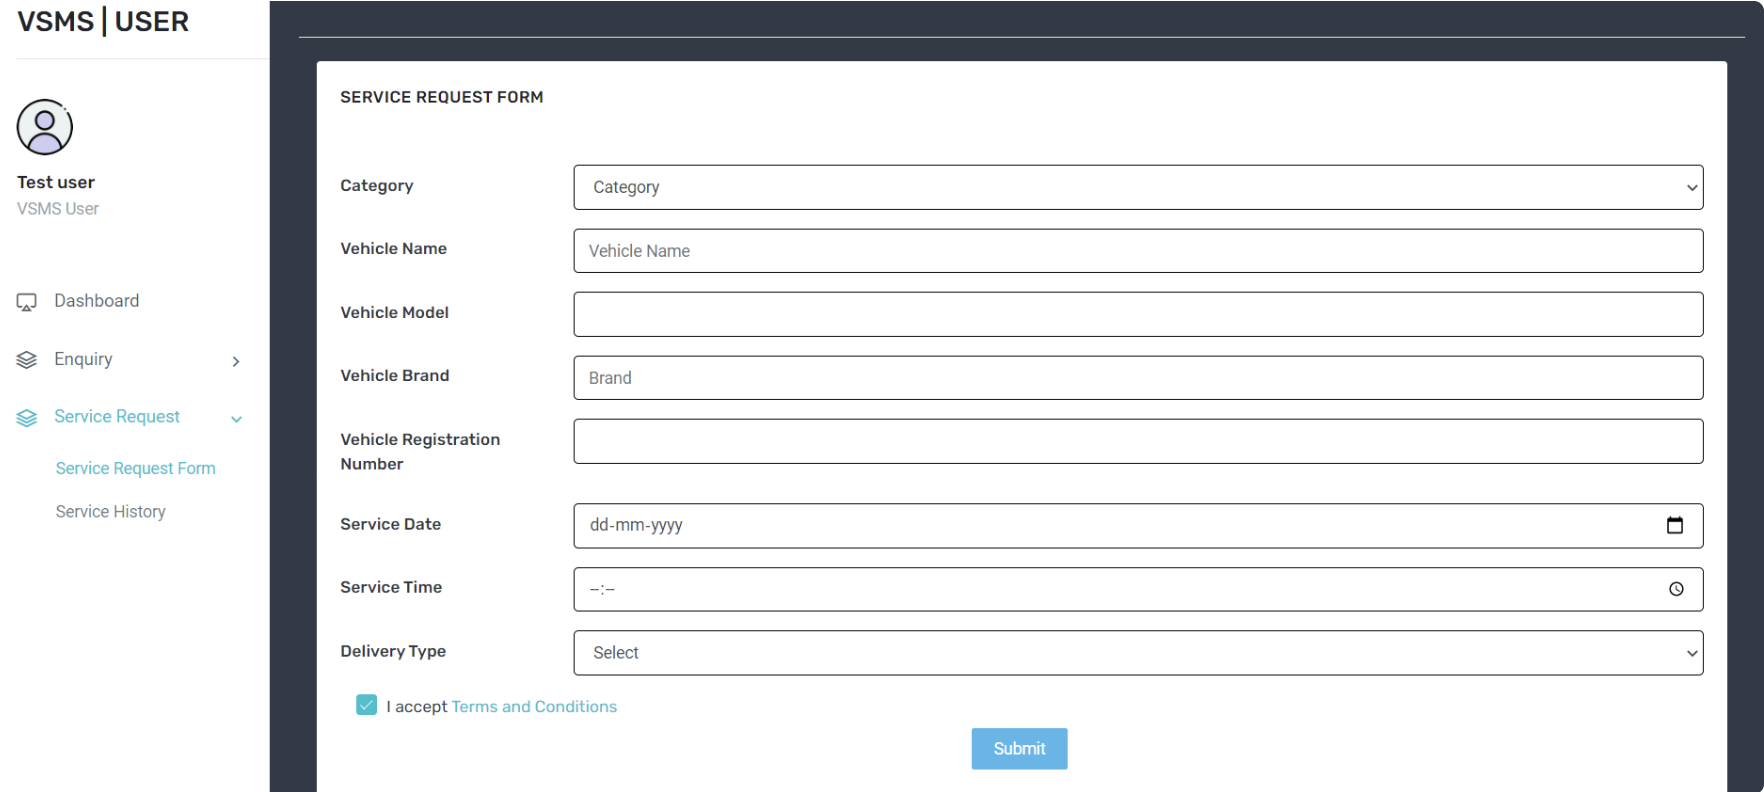 VSMS | USER
Test user
VSMS User
Dashboard
Enquiry
Service Request
Service Request Form
Service History
SERVICE REQUEST FORM
Category
Category
Vehicle Name
Vehicle Name
Vehicle Model
Vehicle Brand
Brand
Vehicle Registration
Number
Service Date
dd-mm-yyyy
Service Time
--:--
Delivery Type
Select
I accept Terms and Conditions
Submit